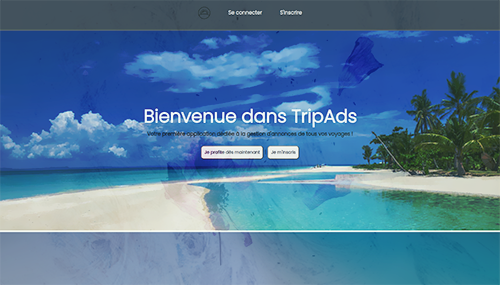 Se connecter S'inscrire
Bienvenue dans TripAds
Votre première application dédiée à la gestion d'annonces de tous vos voyages !
Je profite dès maintenant Je m'inscris